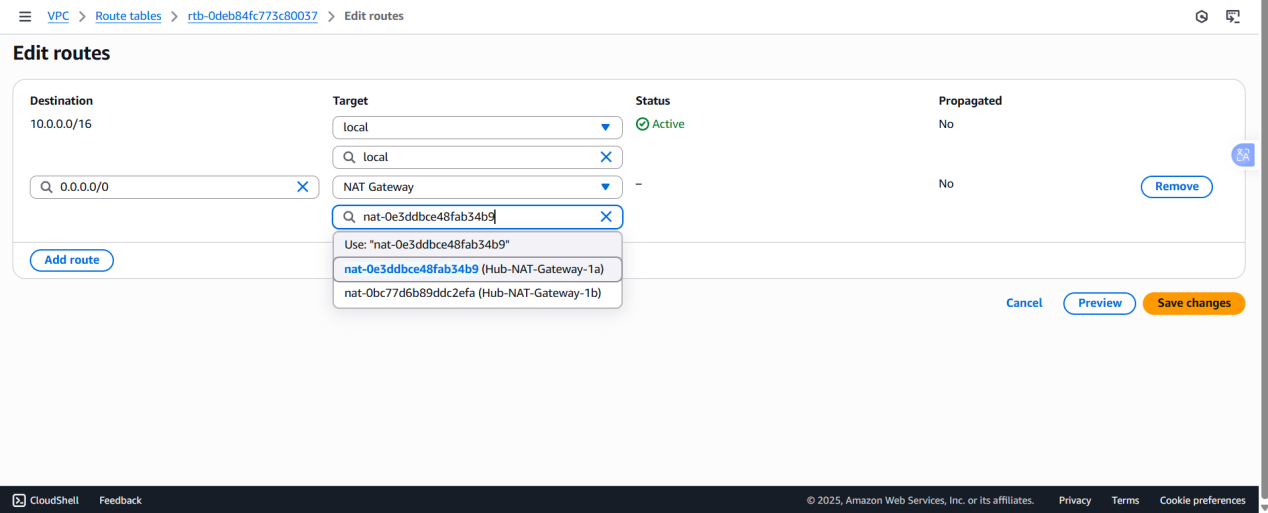 VPC > Route tables > rtb-0deb84fc773c80037 > Edit routes
Edit routes
Destination Target Status Propagated
10.0.0.0/16 local Active No
local
0.0.0.0/0 NAT Gateway – No Remove
nat-0e3ddbce48fab34b9
Use: "nat-0e3ddbce48fab34b9"
Add route
nat-0e3ddbce48fab34b9 (Hub-NAT-Gateway-1a)
nat-0bc77d6b89ddc2efa (Hub-NAT-Gateway-1b)
Cancel Preview Save changes
CloudShell Feedback © 2025, Amazon Web Services, Inc. or its affiliates. Privacy Terms Cookie preferences